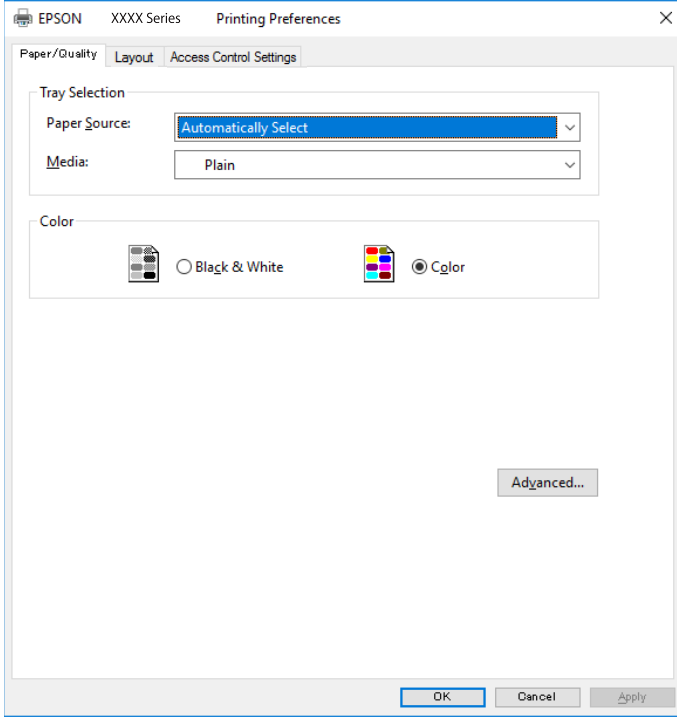 EPSON XXXX Series Printing Preferences
Paper/Quality Layout Access Control Settings
Tray Selection
Paper Source: Automatically Select
Media: Plain
Color
Black & White Color
Advanced...
OK Cancel Apply